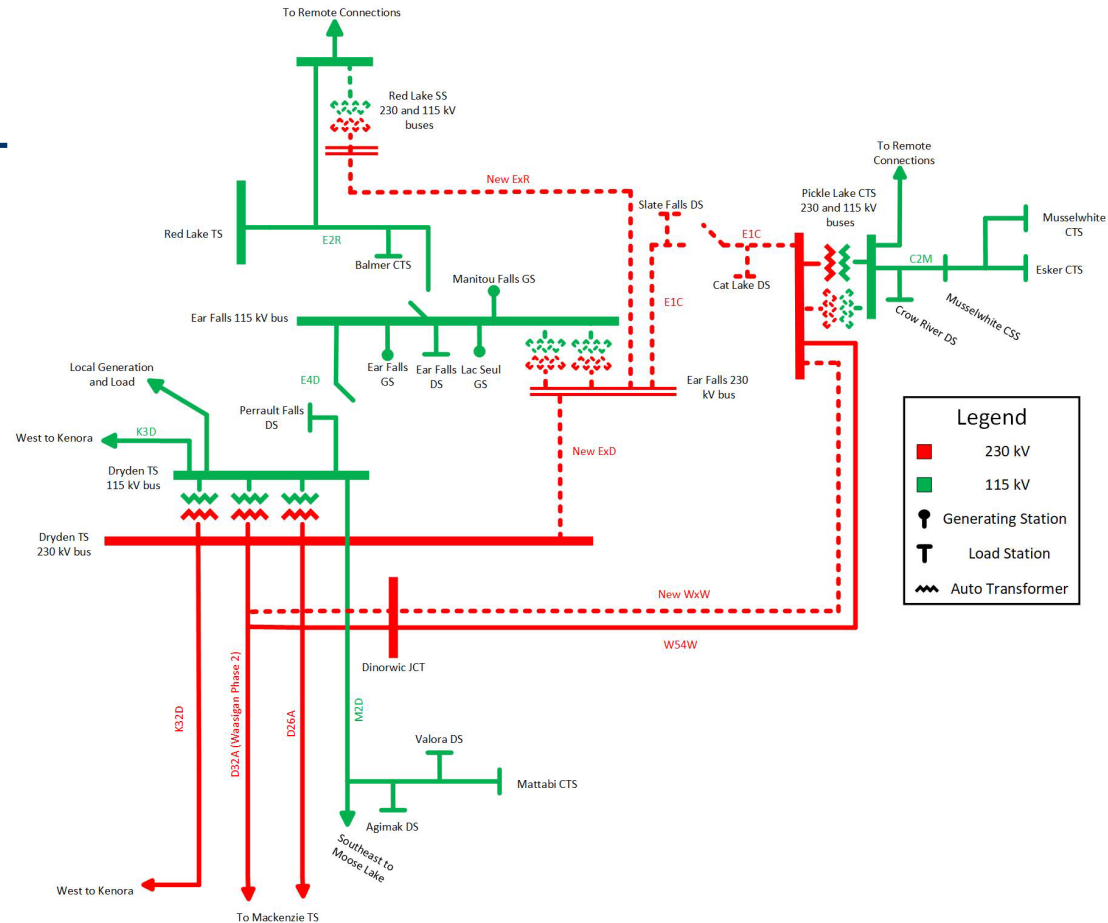 To Remote Connections
Red Lake SS
230 and 115 kV
buses
To Remote
Connections
New ExR
Pickle Lake CTS
230 and 115 kV
buses
Slate Falls DS
Musselwhite
CTS
Red Lake TS
E2R
E1C
C2M
Balmer CTS
Esker CTS
Manitou Falls GS
Cat Lake DS
E1C
Crow River DS
Musselwhite CSS
Ear Falls 115 kV bus
Local Generation
and Load
Ear Falls
GS
Ear Falls
DS
Lac Seul
GS
E4D
Ear Falls 230
kV bus
Perrault Falls
DS
West to Kenora
K3D
New ExD
Dryden TS
115 kV bus
Legend
230 kV
115 kV
Generating Station
Load Station
Auto Transformer
Dryden TS
230 kV bus
New WxW
W54W
Dinorwic JCT
K32D
D32A (Waasigan Phase 2)
D26A
M2D
Valora DS
Mattabi CTS
Agimak DS
Southeast to
Moose Lake
West to Kenora
To Mackenzie TS